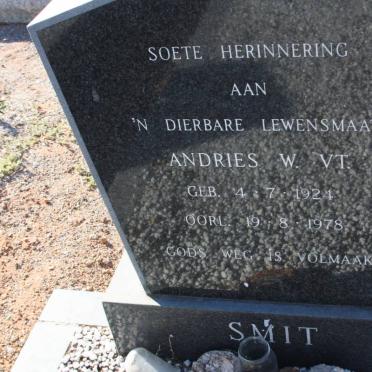 SOETE HERINNERING
AAN
'N DIERBARE LEWENSMAA
ANDRIES W. VT.
GEB. 4-7-1924
OORL. 19-8-1978
GODS WEG IS VOLMAAK
SMIT